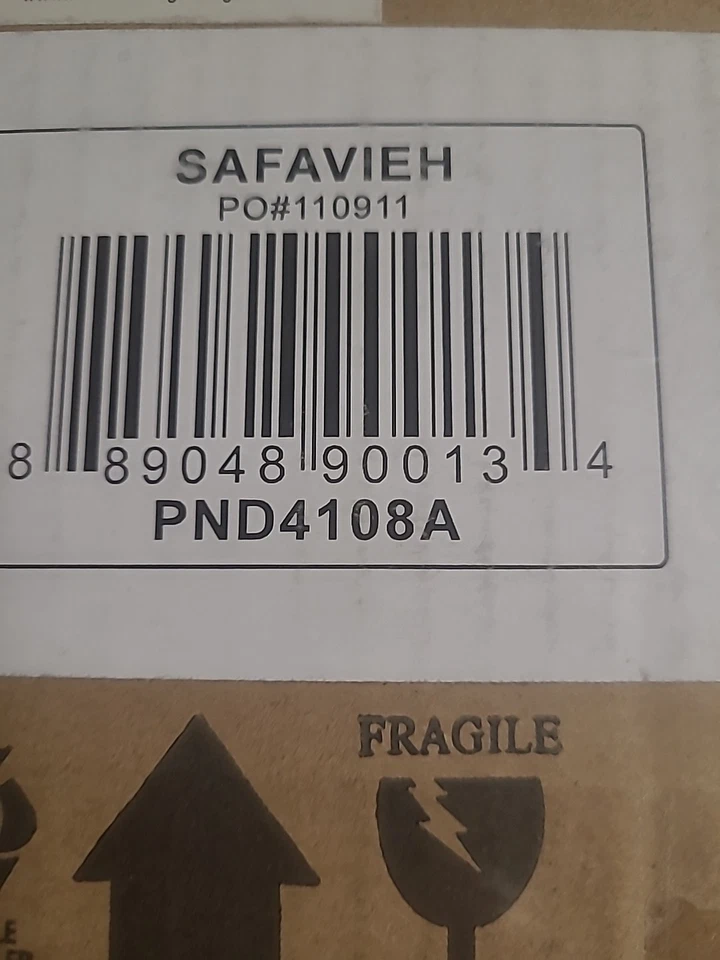 SAFAVIEH
PO#110911
8 89048 90013 4
PND4108A
FRAGILE